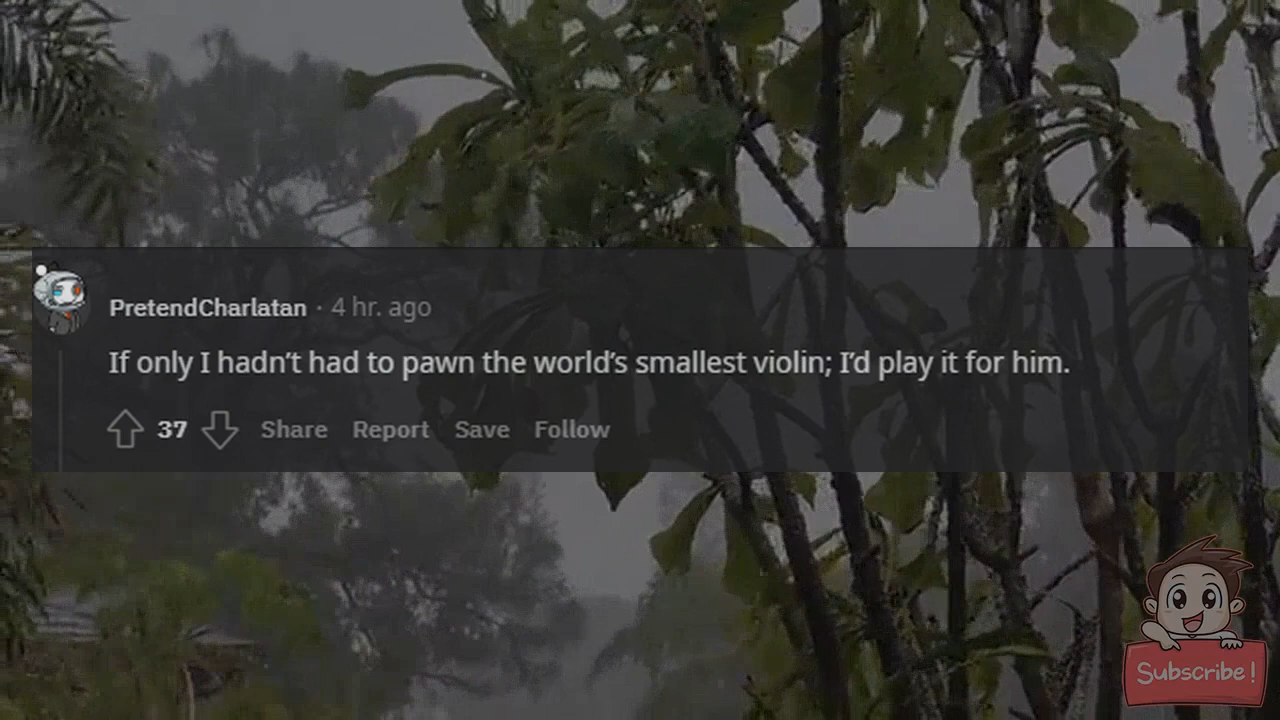 PretendCharlatan · 4 hr. ago
If only I hadn’t had to pawn the world’s smallest violin; I’d play it for him.
37 Share Report Save Follow
Subscribe!